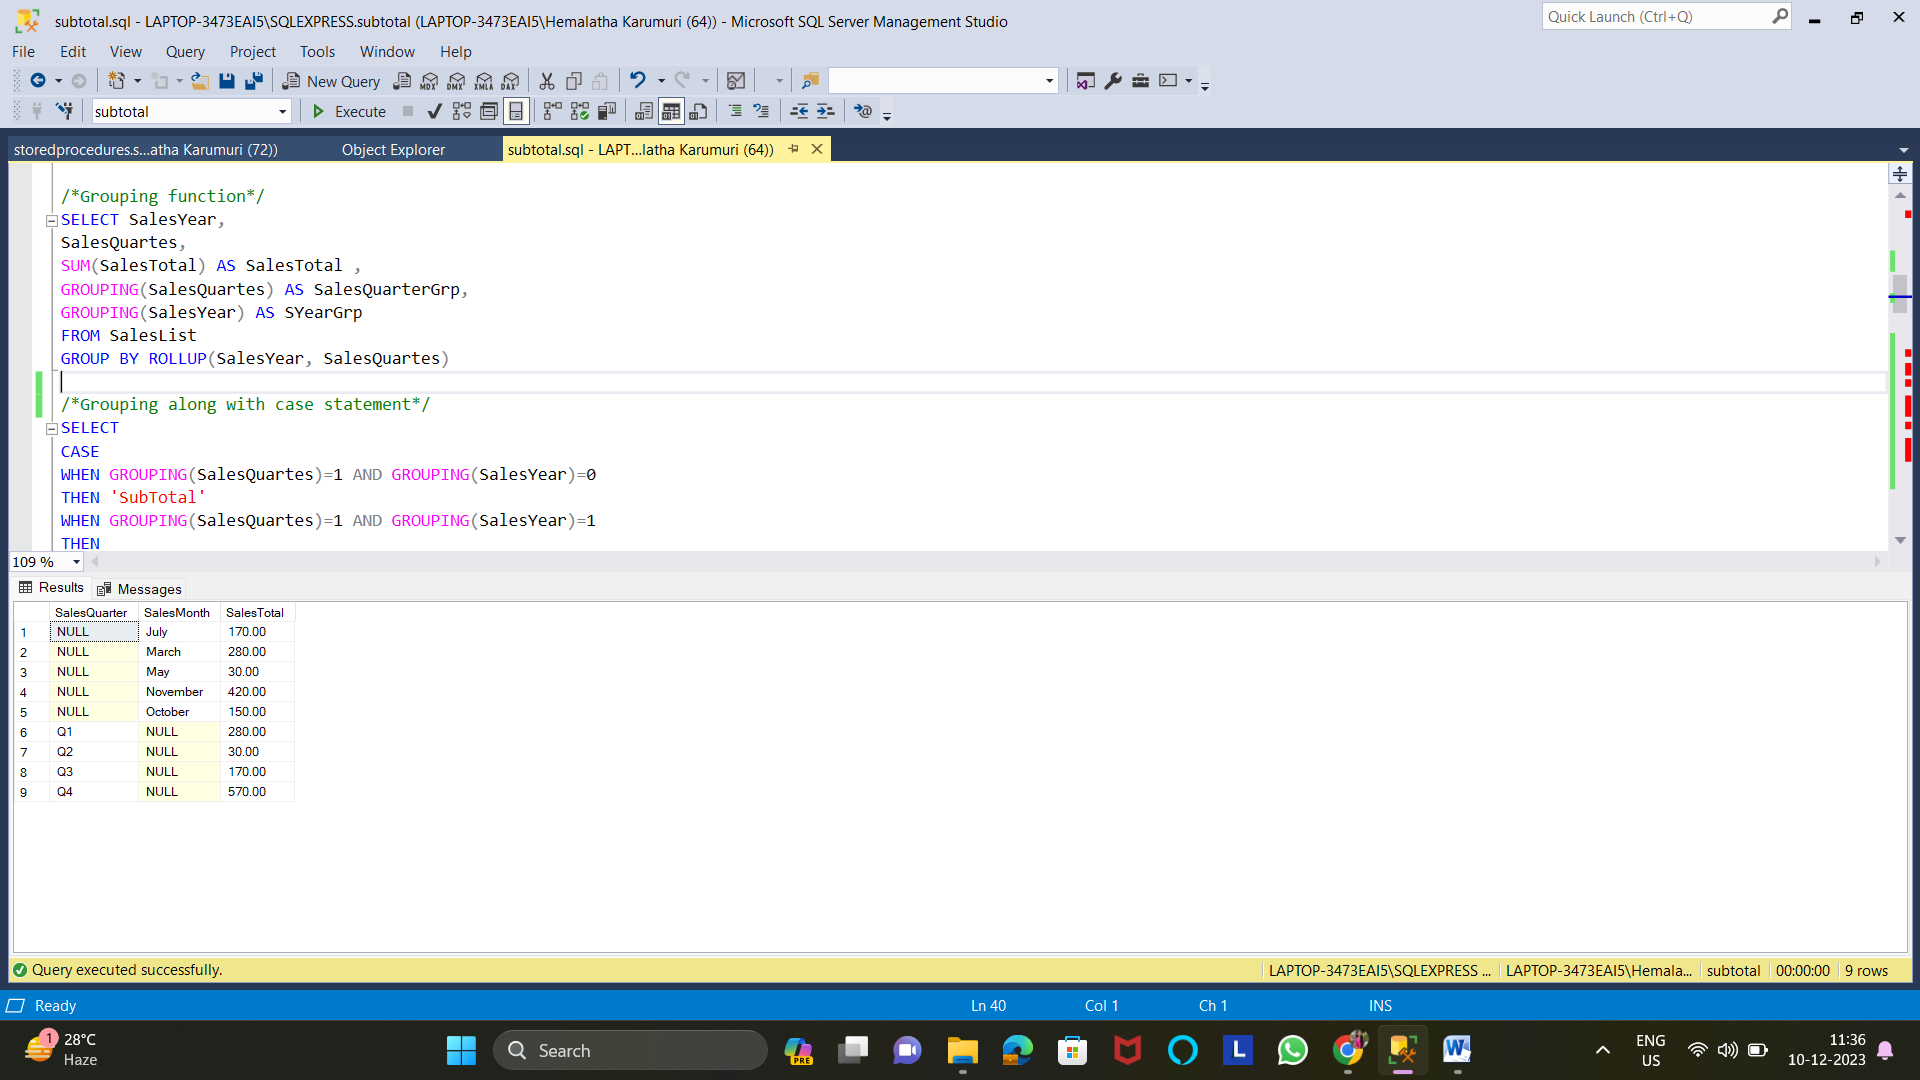 subtotal.sql - LAPTOP-3473EAI5\SQLEXPRESS.subtotal (LAPTOP-3473EAI5\Hemalatha Karumuri (64)) - Microsoft SQL Server Management Studio
Quick Launch (Ctrl+Q)
File Edit View Query Project Tools Window Help
New Query MDX DMX XMLA DAX
subtotal Execute
storedprocedures.s...atha Karumuri (72)) Object Explorer subtotal.sql - LAPT...latha Karumuri (64))
/*Grouping function*/
SELECT SalesYear,
SalesQuartes,
SUM(SalesTotal) AS SalesTotal ,
GROUPING(SalesQuartes) AS SalesQuarterGrp,
GROUPING(SalesYear) AS SYearGrp
FROM SalesList
GROUP BY ROLLUP(SalesYear, SalesQuartes)
/*Grouping along with case statement*/
SELECT
CASE
WHEN GROUPING(SalesQuartes)=1 AND GROUPING(SalesYear)=0
THEN 'SubTotal'
WHEN GROUPING(SalesQuartes)=1 AND GROUPING(SalesYear)=1
THEN
109 %
Results Messages
SalesQuarter SalesMonth SalesTotal
1 NULL July 170.00
2 NULL March 280.00
3 NULL May 30.00
4 NULL November 420.00
5 NULL October 150.00
6 Q1 NULL 280.00
7 Q2 NULL 30.00
8 Q3 NULL 170.00
9 Q4 NULL 570.00
Query executed successfully. LAPTOP-3473EAI5\SQLEXPRESS ... LAPTOP-3473EAI5\Hemala... subtotal 00:00:00 9 rows
Ready Ln 40 Col 1 Ch 1 INS
1 28°C
Haze
Search
PRE
L
W
ENG
US
11:36
10-12-2023